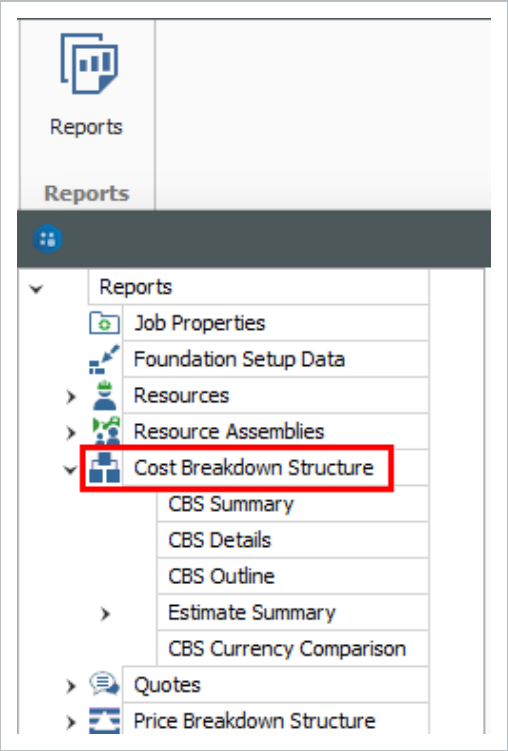 Reports
Reports
Reports
Job Properties
Foundation Setup Data
Resources
Resource Assemblies
Cost Breakdown Structure
CBS Summary
CBS Details
CBS Outline
Estimate Summary
CBS Currency Comparison
Quotes
Price Breakdown Structure